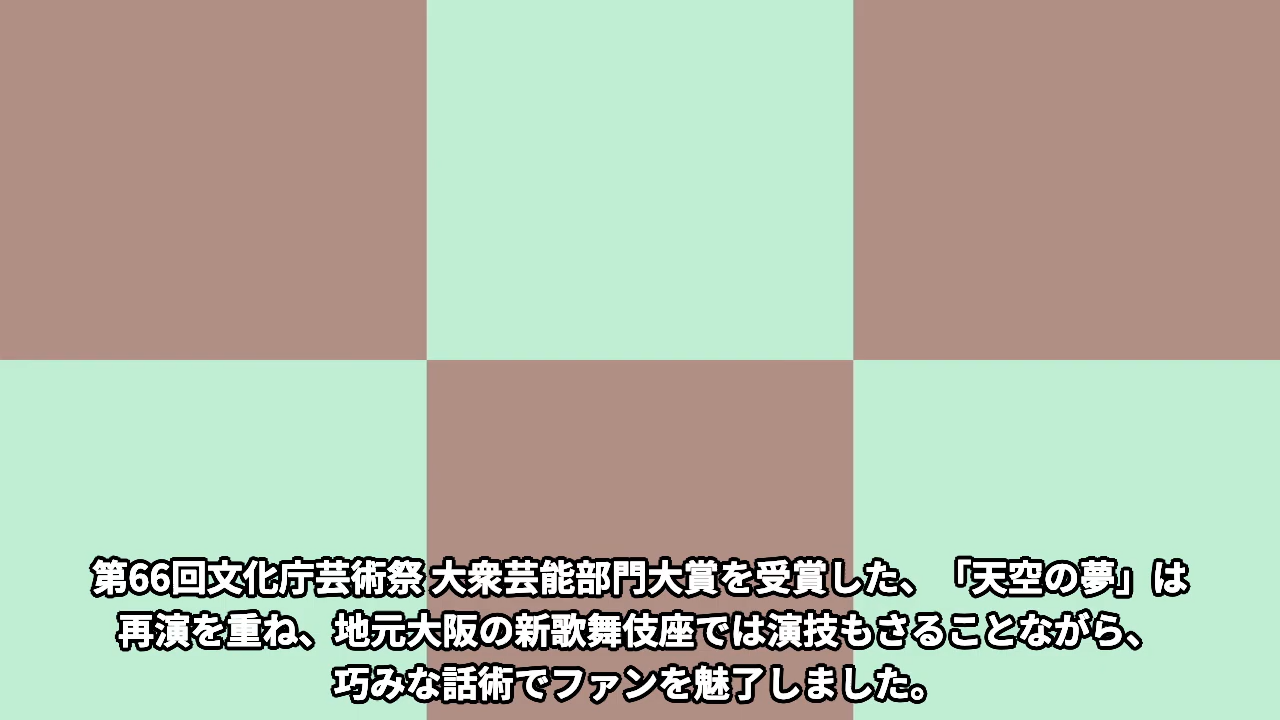 第66回文化庁芸術祭 大衆芸能部門大賞を受賞した、「天空の夢」は
再演を重ね、地元大阪の新歌舞伎座では演技もさることながら、
巧みな話術でファンを魅了しました。